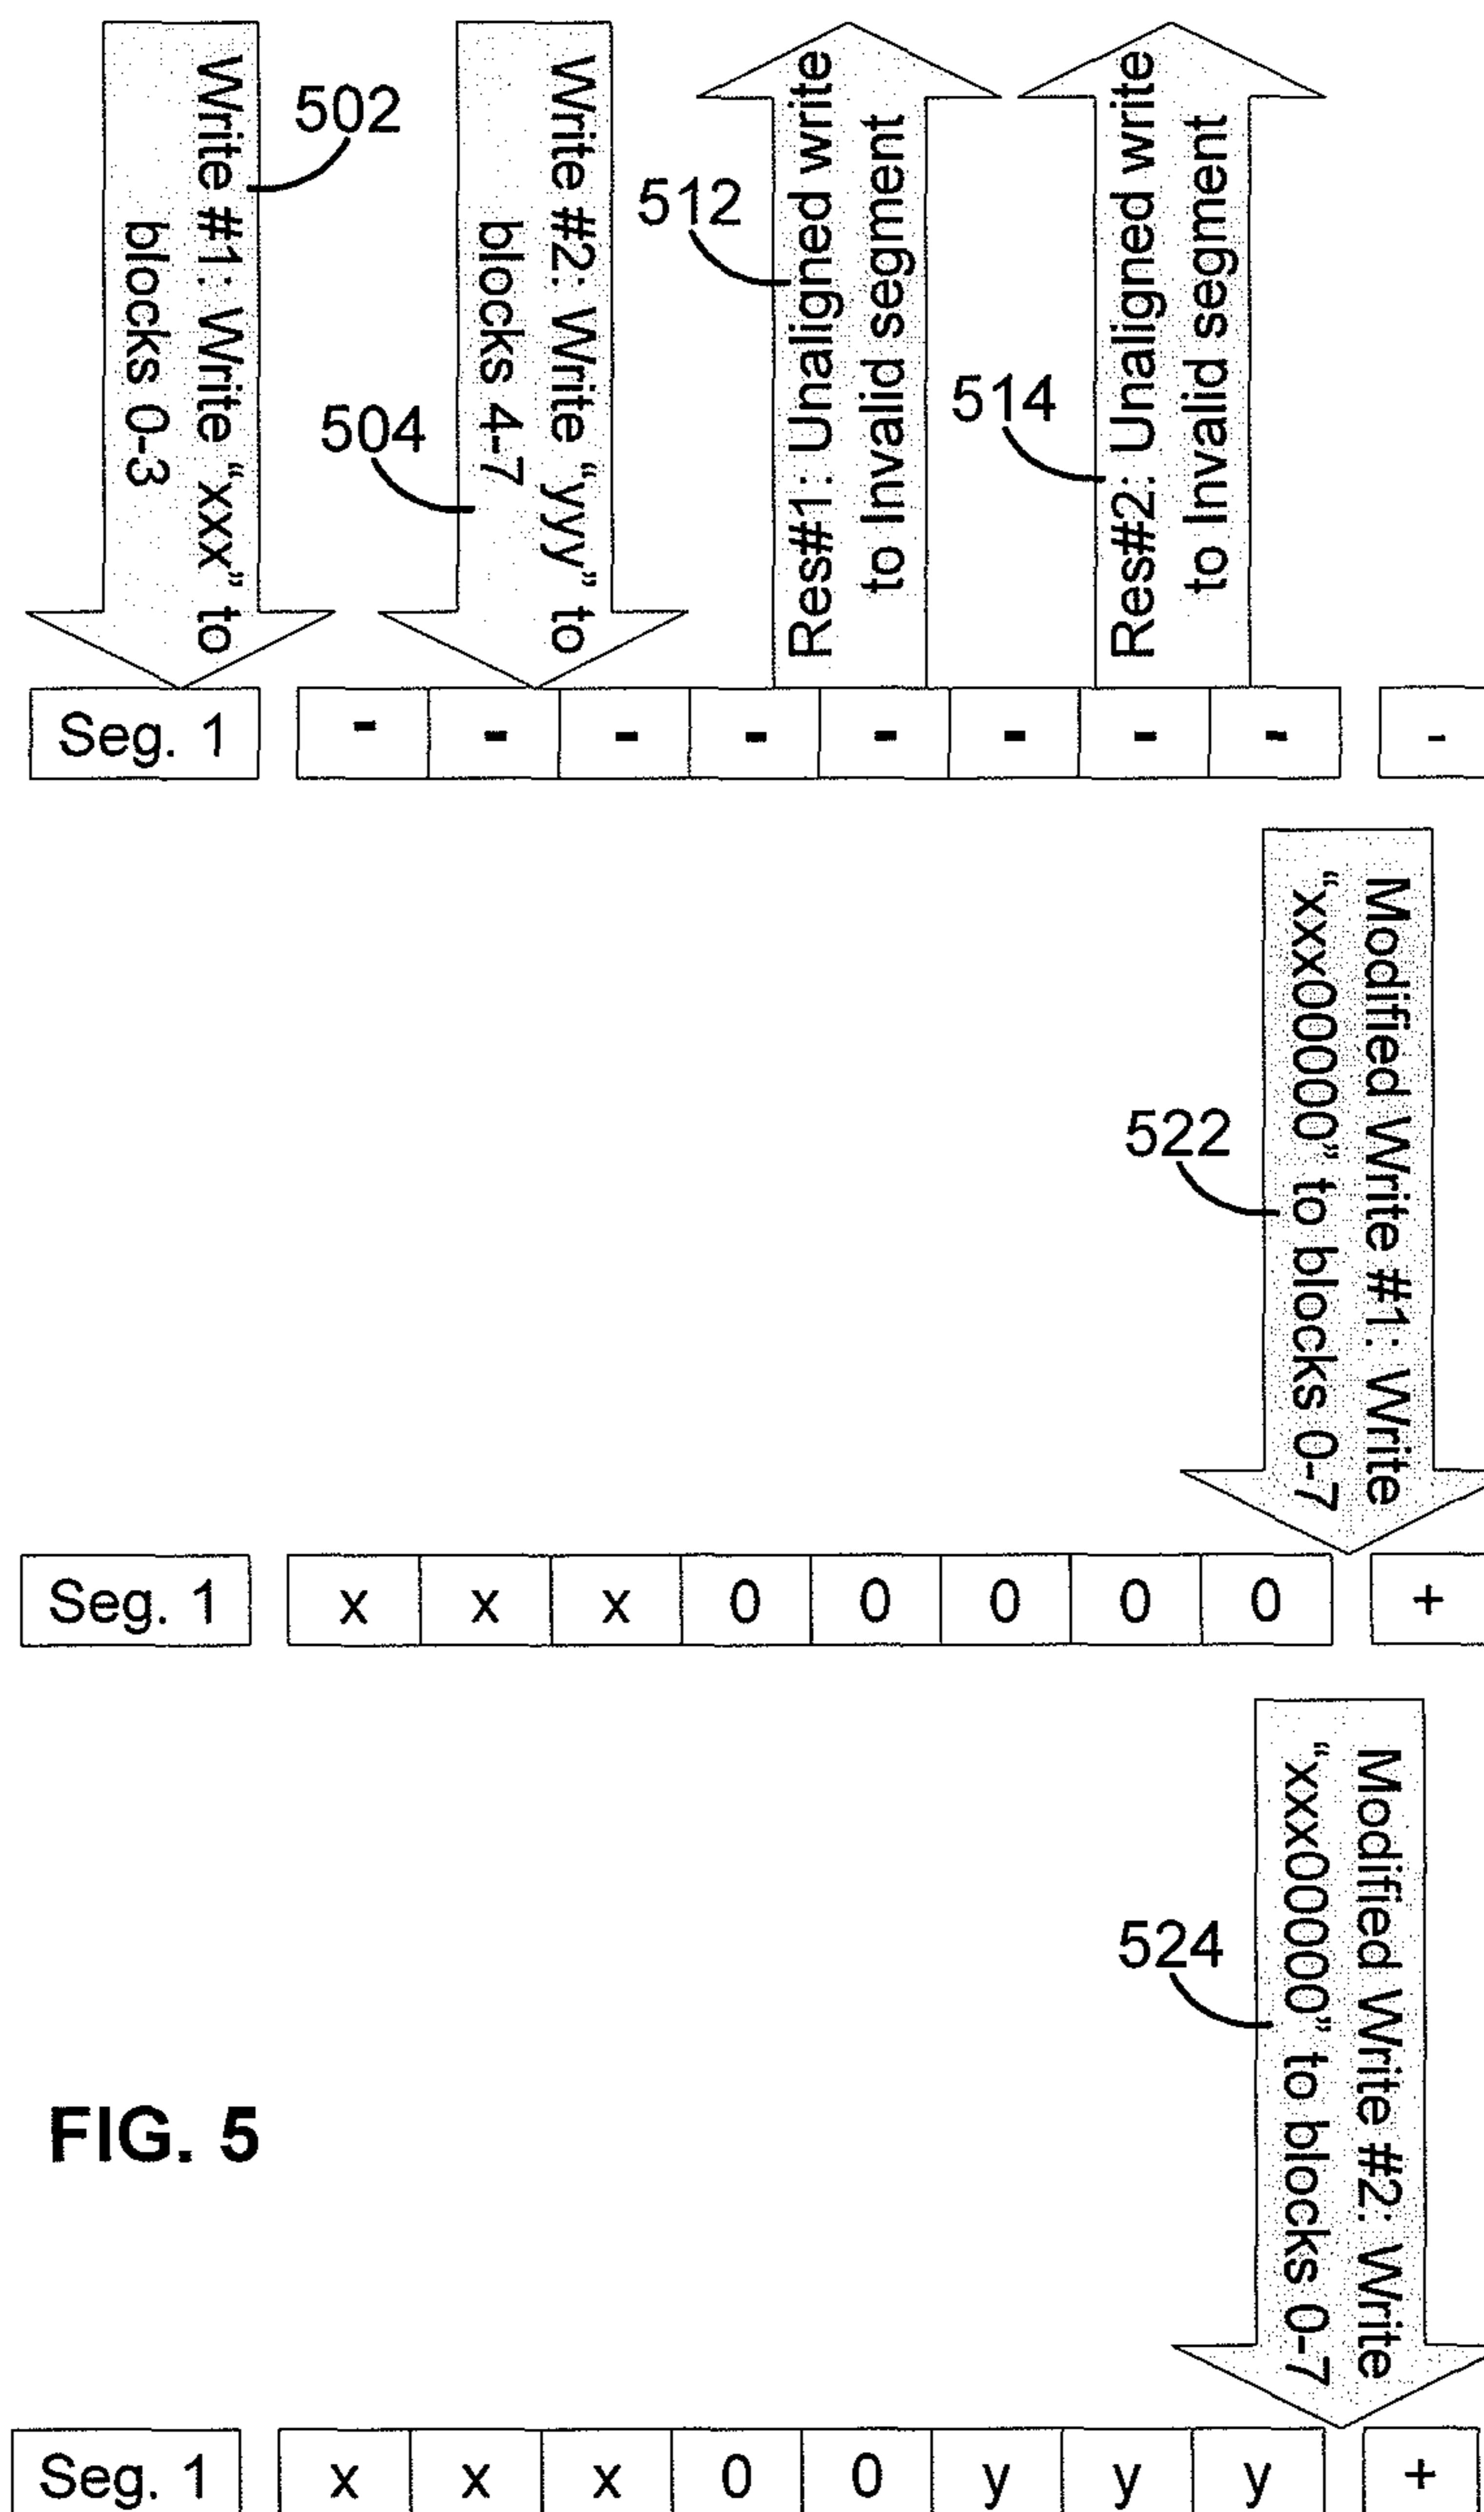 Write #1: Write “xxx” to
blocks 0-3
502
Write #2: Write “yyy” to
blocks 4-7
504
Res#1: Unaligned write
to Invalid segment
512
Res#2: Unaligned write
to Invalid segment
514
Seg. 1 - - - - - - - - -
Modified Write #1: Write
“xxx00000” to blocks 0-7
522
Seg. 1 x x x 0 0 0 0 0 +
Modified Write #2: Write
“xxx00000” to blocks 0-7
524
FIG. 5
Seg. 1 x x x 0 0 y y y +